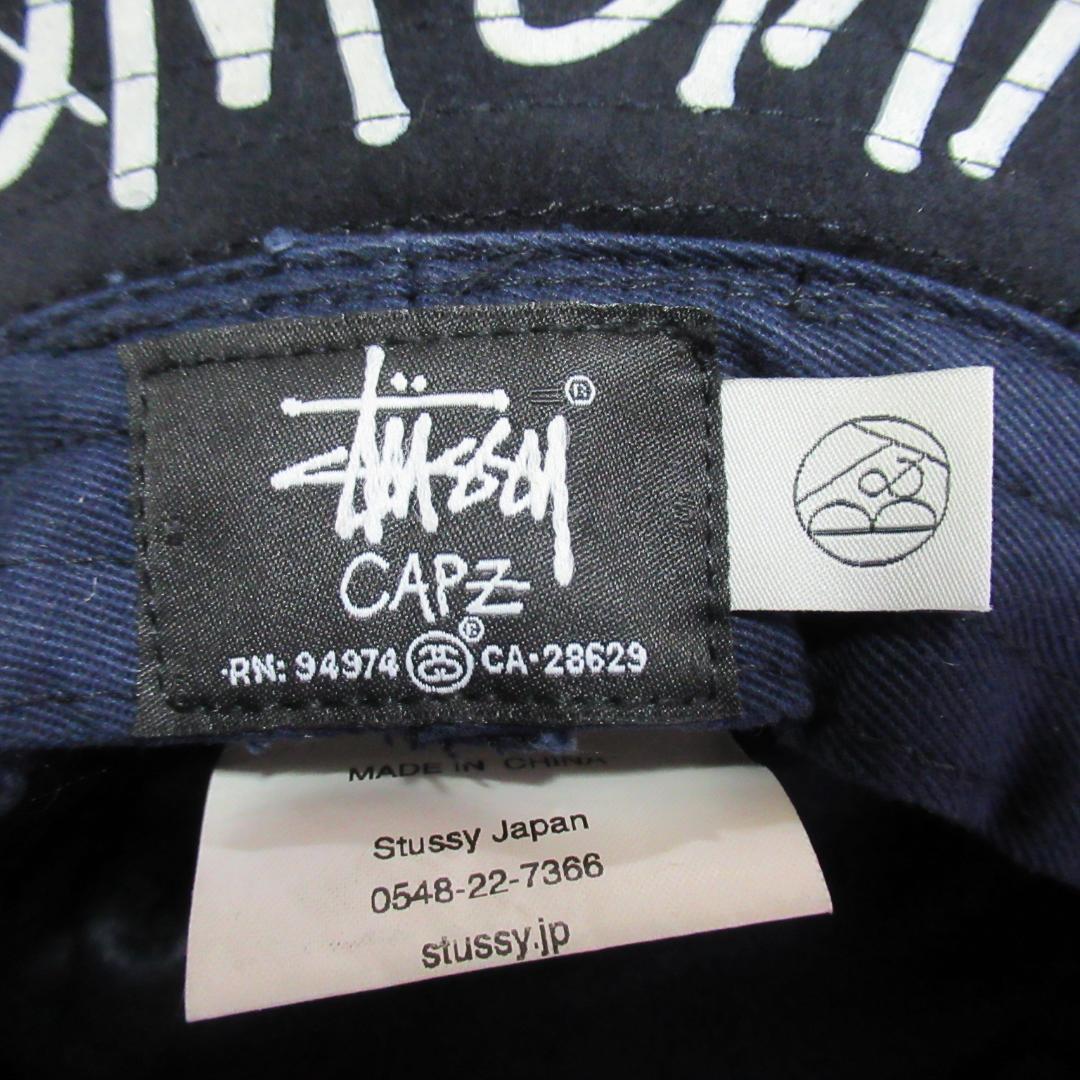 Stüssy ®
CAPZ
·RN: 94974 ® CA·28629
MADE IN CHINA
Stussy Japan
0548-22-7366
stussy.jp